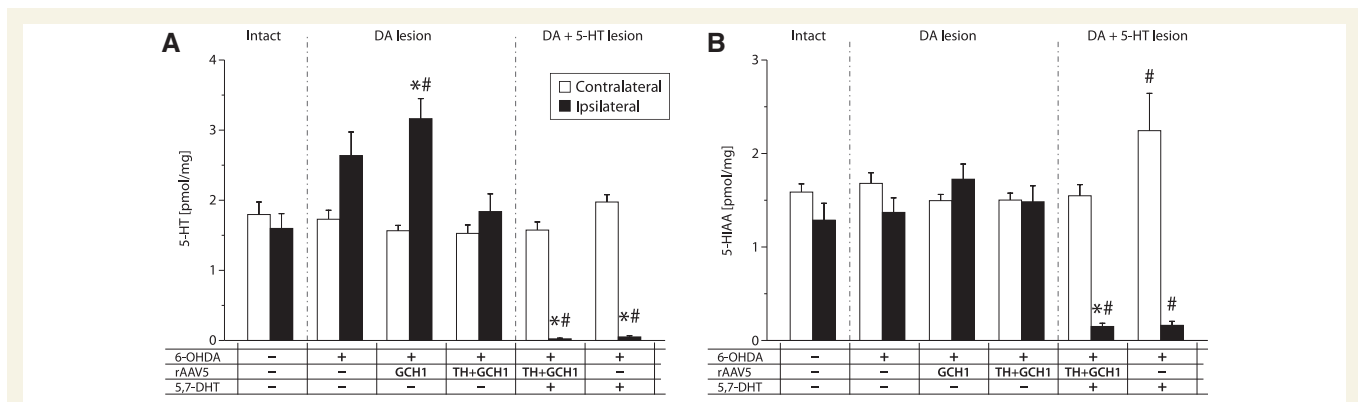 A
Intact
DA lesion
DA + 5-HT lesion
4
3
2
1
0
5-HT [pmol/mg]
Contralateral
Ipsilateral
*#
*#
*#
6-OHDA – + + + + +
rAAV5 – – GCH1 TH+GCH1 TH+GCH1 –
5,7-DHT – – – – + +
B
Intact
DA lesion
DA + 5-HT lesion
3
2
1
0
5-HIAA [pmol/mg]
#
*#
#
6-OHDA – + + + + +
rAAV5 – – GCH1 TH+GCH1 TH+GCH1 –
5,7-DHT – – – – + +